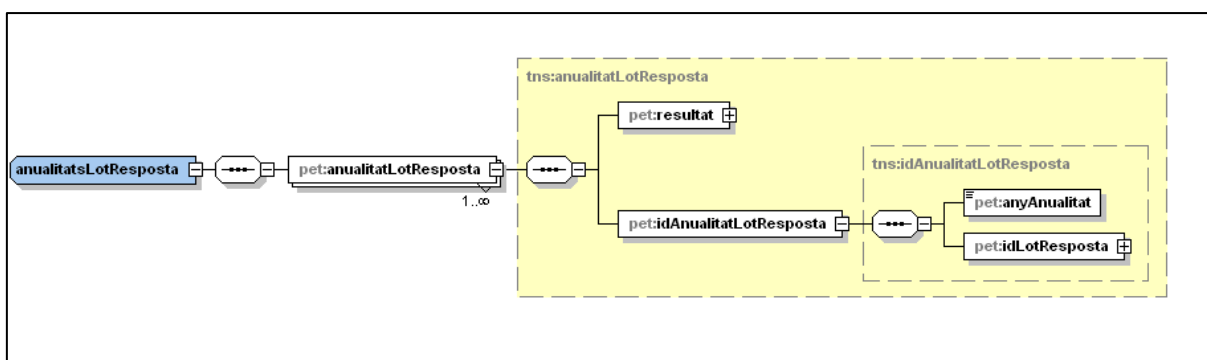 tns:anualitatLotResposta
pet:resultat
anualitatsLotResposta
pet:anualitatLotResposta
1..∞
tns:idAnualitatLotResposta
pet:idAnualitatLotResposta
pet:anyAnualitat
pet:idLotResposta